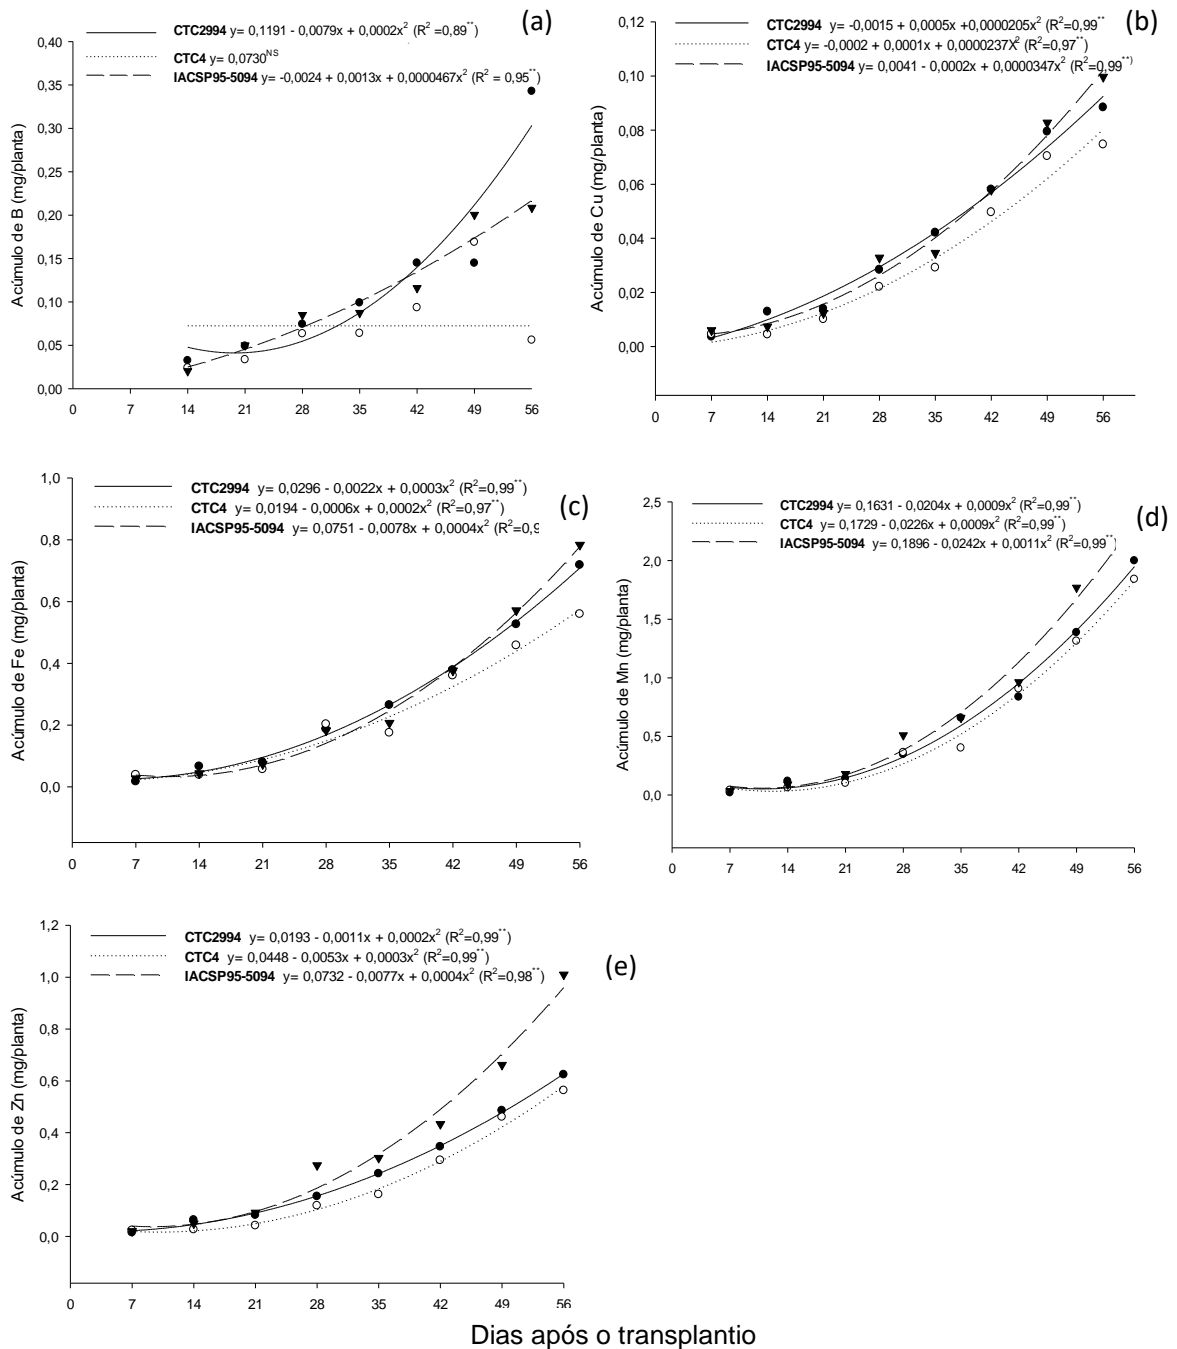 (a)
CTC2994 y= 0,1191 - 0,0079x + 0,0002x² (R² =0,89**)
CTC4 y= 0,0730NS
IACSP95-5094 y= -0,0024 + 0,0013x + 0,0000467x² (R² = 0,95**)
Acúmulo de B (mg/planta)
0,40
0,35
0,30
0,25
0,20
0,15
0,10
0,05
0,00
0 7 14 21 28 35 42 49 56
(b)
CTC2994 y= -0,0015 + 0,0005x +0,0000205x² (R²=0,99**
CTC4 y= -0,0002 + 0,0001x + 0,0000237X² (R²=0,97**)
IACSP95-5094 y= 0,0041 - 0,0002x + 0,0000347x² (R²=0,99**)
Acúmulo de Cu (mg/planta)
0,12
0,10
0,08
0,06
0,04
0,02
0,00
0 7 14 21 28 35 42 49 56
(c)
CTC2994 y= 0,0296 - 0,0022x + 0,0003x² (R²=0,99**)
CTC4 y= 0,0194 - 0,0006x + 0,0002x² (R²=0,97**)
IACSP95-5094 y= 0,0751 - 0,0078x + 0,0004x² (R²=0,9
Acúmulo de Fe (mg/planta)
1,0
0,8
0,6
0,4
0,2
0,0
0 7 14 21 28 35 42 49 56
(d)
CTC2994 y= 0,1631 - 0,0204x + 0,0009x² (R²=0,99**)
CTC4 y= 0,1729 - 0,0226x + 0,0009x² (R²=0,99**)
IACSP95-5094 y= 0,1896 - 0,0242x + 0,0011x² (R²=0,99**)
Acúmulo de Mn (mg/planta)
2,5
2,0
1,5
1,0
0,5
0,0
0 7 14 21 28 35 42 49 56
(e)
CTC2994 y= 0,0193 - 0,0011x + 0,0002x² (R²=0,99**)
CTC4 y= 0,0448 - 0,0053x + 0,0003x² (R²=0,99**)
IACSP95-5094 y= 0,0732 - 0,0077x + 0,0004x² (R²=0,98**)
Acúmulo de Zn (mg/planta)
1,2
1,0
0,8
0,6
0,4
0,2
0,0
0 7 14 21 28 35 42 49 56
Dias após o transplantio